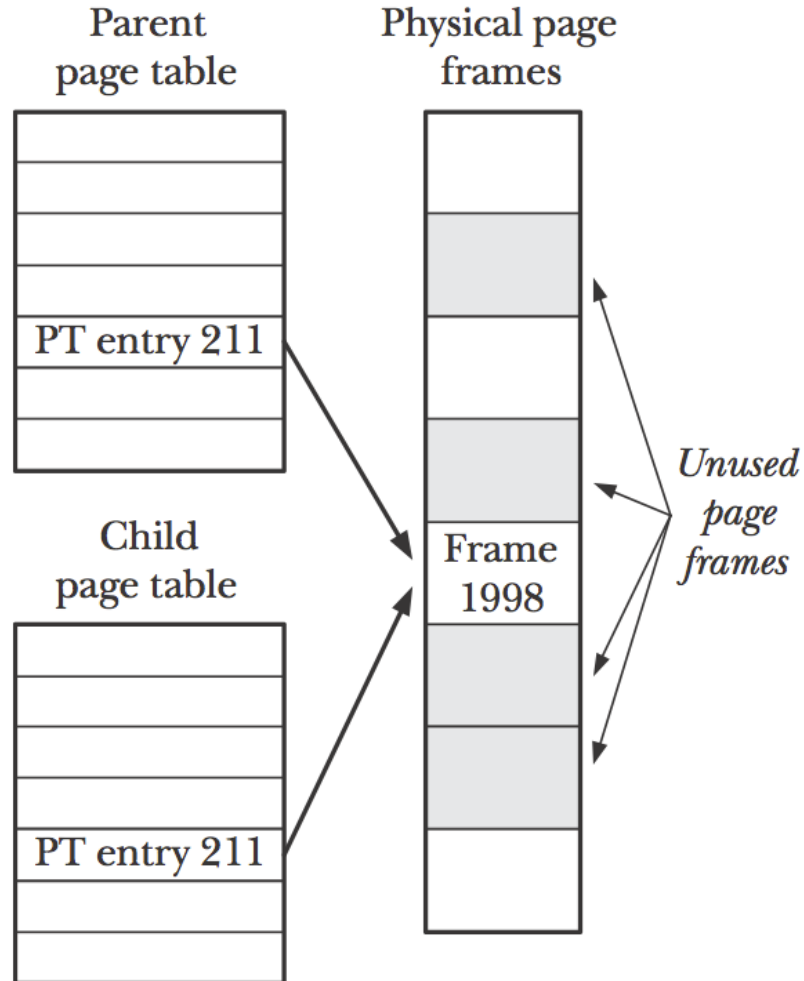 Parent
page table
Physical page
frames
PT entry 211
Unused
page
frames
Frame
1998
Child
page table
PT entry 211